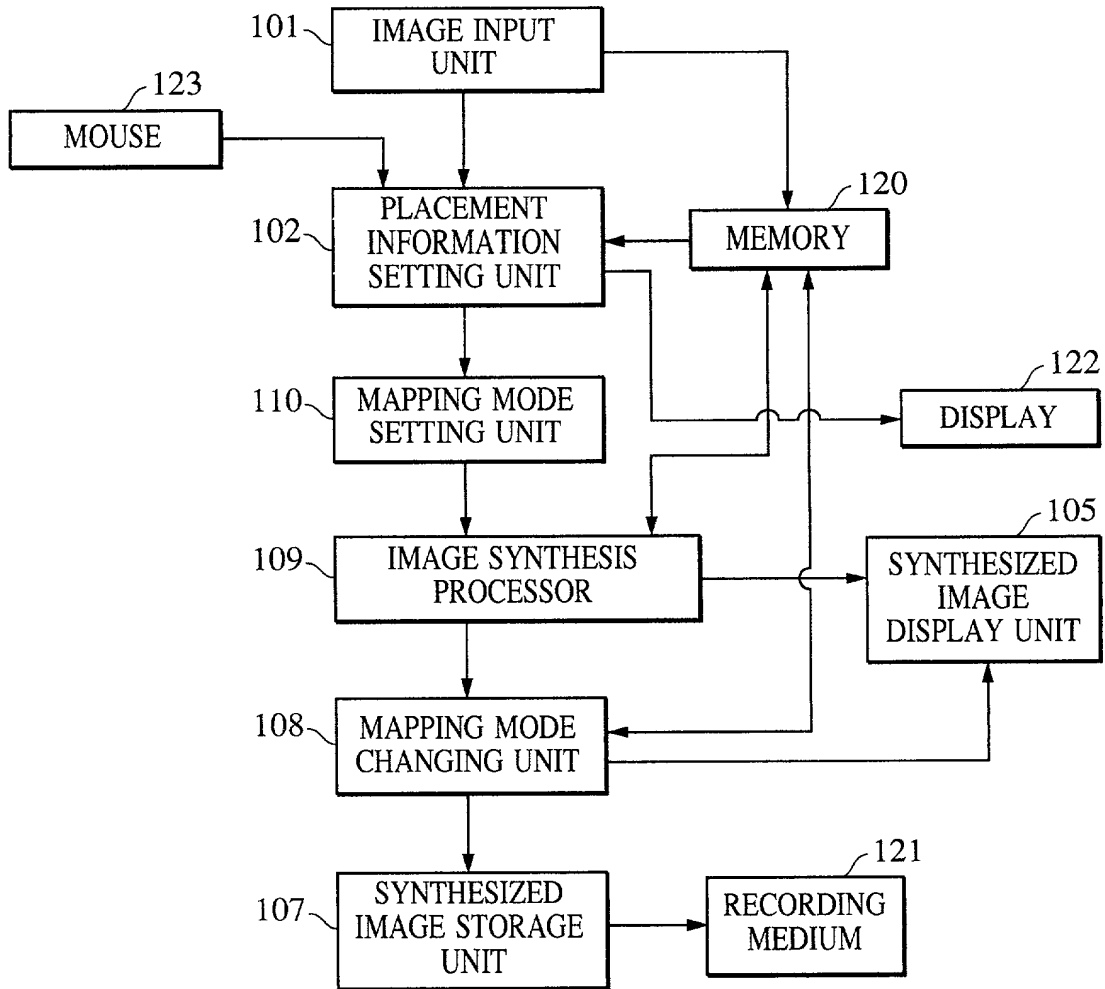 101
IMAGE INPUT
UNIT
123
MOUSE
102
PLACEMENT
INFORMATION
SETTING UNIT
120
MEMORY
110
MAPPING MODE
SETTING UNIT
122
DISPLAY
109
IMAGE SYNTHESIS
PROCESSOR
105
SYNTHESIZED
IMAGE
DISPLAY UNIT
108
MAPPING MODE
CHANGING UNIT
107
SYNTHESIZED
IMAGE STORAGE
UNIT
121
RECORDING
MEDIUM